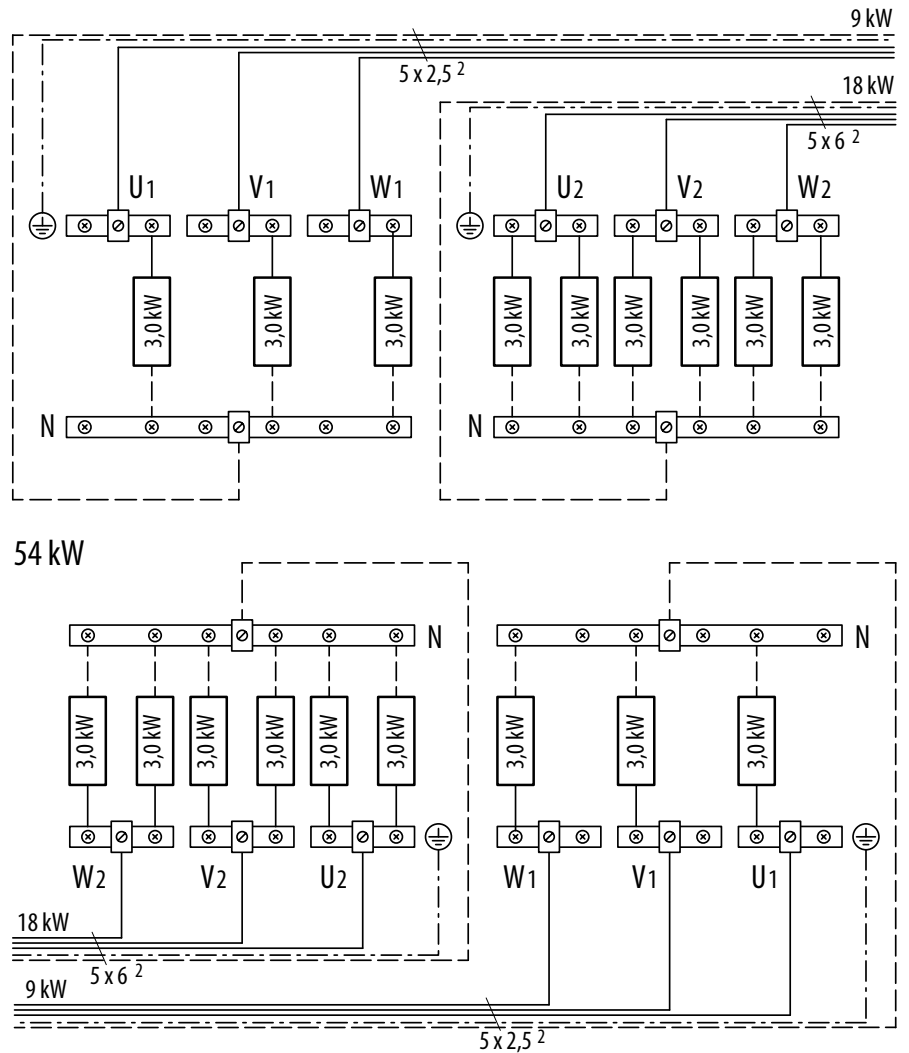 9 kW
5 x 2,5 ²
18 kW
5 x 6 ²
U1 V1 W1 U2 V2 W2
3,0 kW 3,0 kW 3,0 kW 3,0 kW 3,0 kW 3,0 kW 3,0 kW 3,0 kW 3,0 kW
N N
54 kW
N N
3,0 kW 3,0 kW 3,0 kW 3,0 kW 3,0 kW 3,0 kW 3,0 kW 3,0 kW 3,0 kW
W2 V2 U2 W1 V1 U1
18 kW
5 x 6 ²
9 kW
5 x 2,5 ²